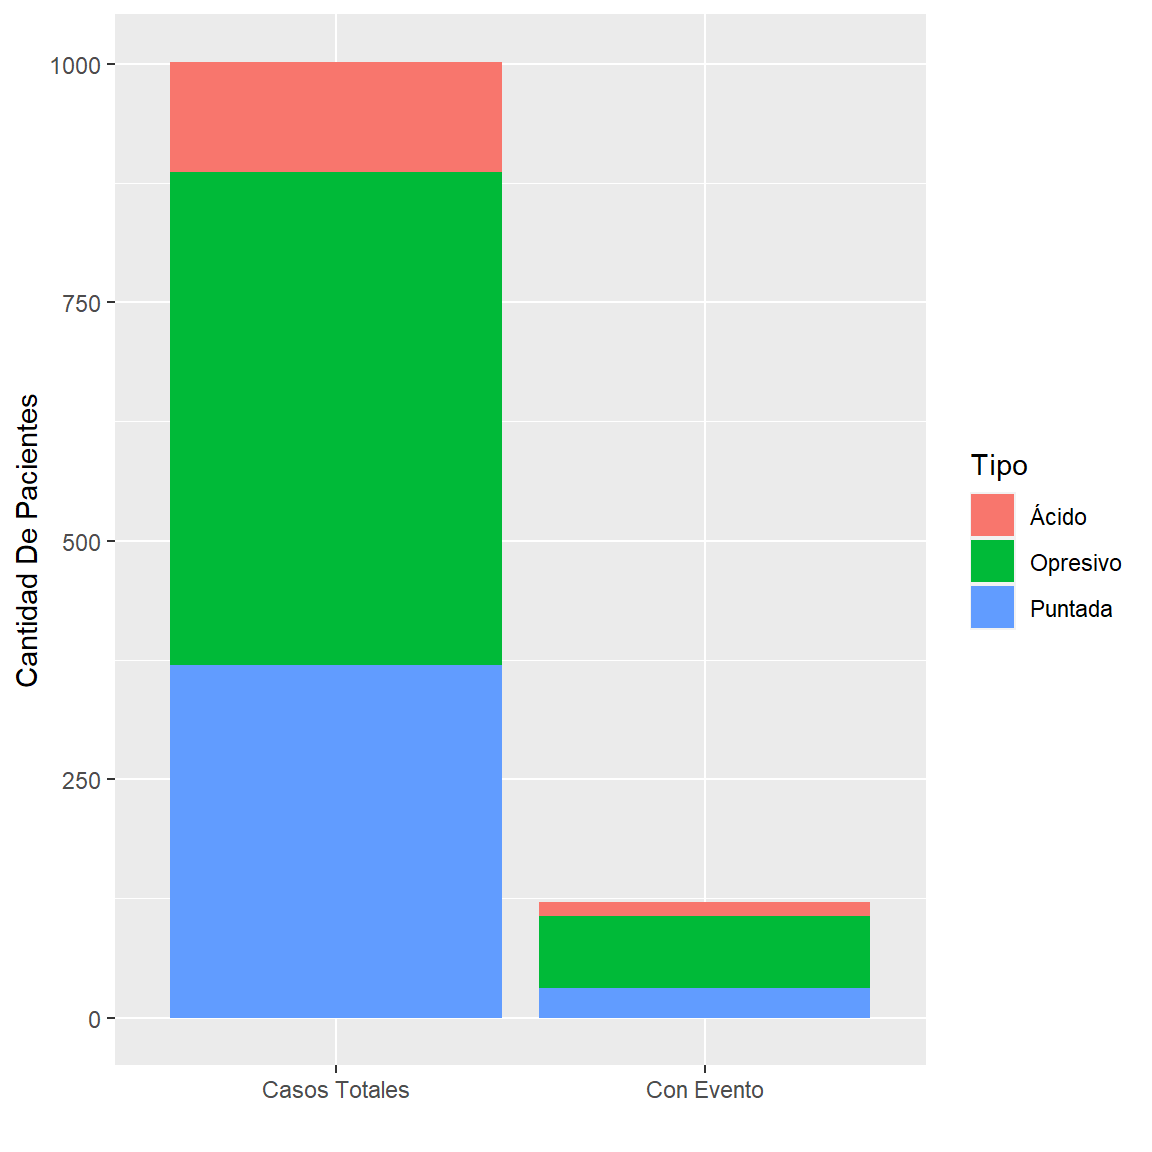 Cantidad De Pacientes
1000
750
500
250
0
Casos Totales
Con Evento
Tipo
Ácido
Opresivo
Puntada